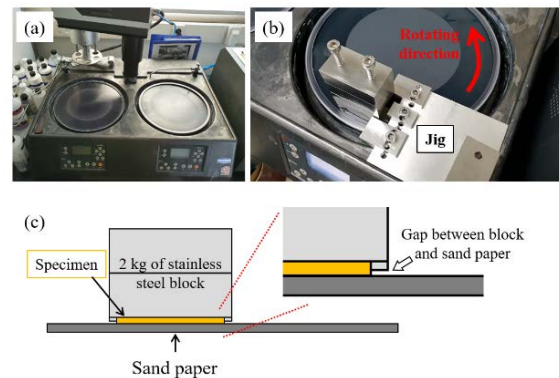 (a)
(b)
Rotating
direction
Jig
(c)
Specimen
2 kg of stainless
steel block
Gap between block
and sand paper
Sand paper